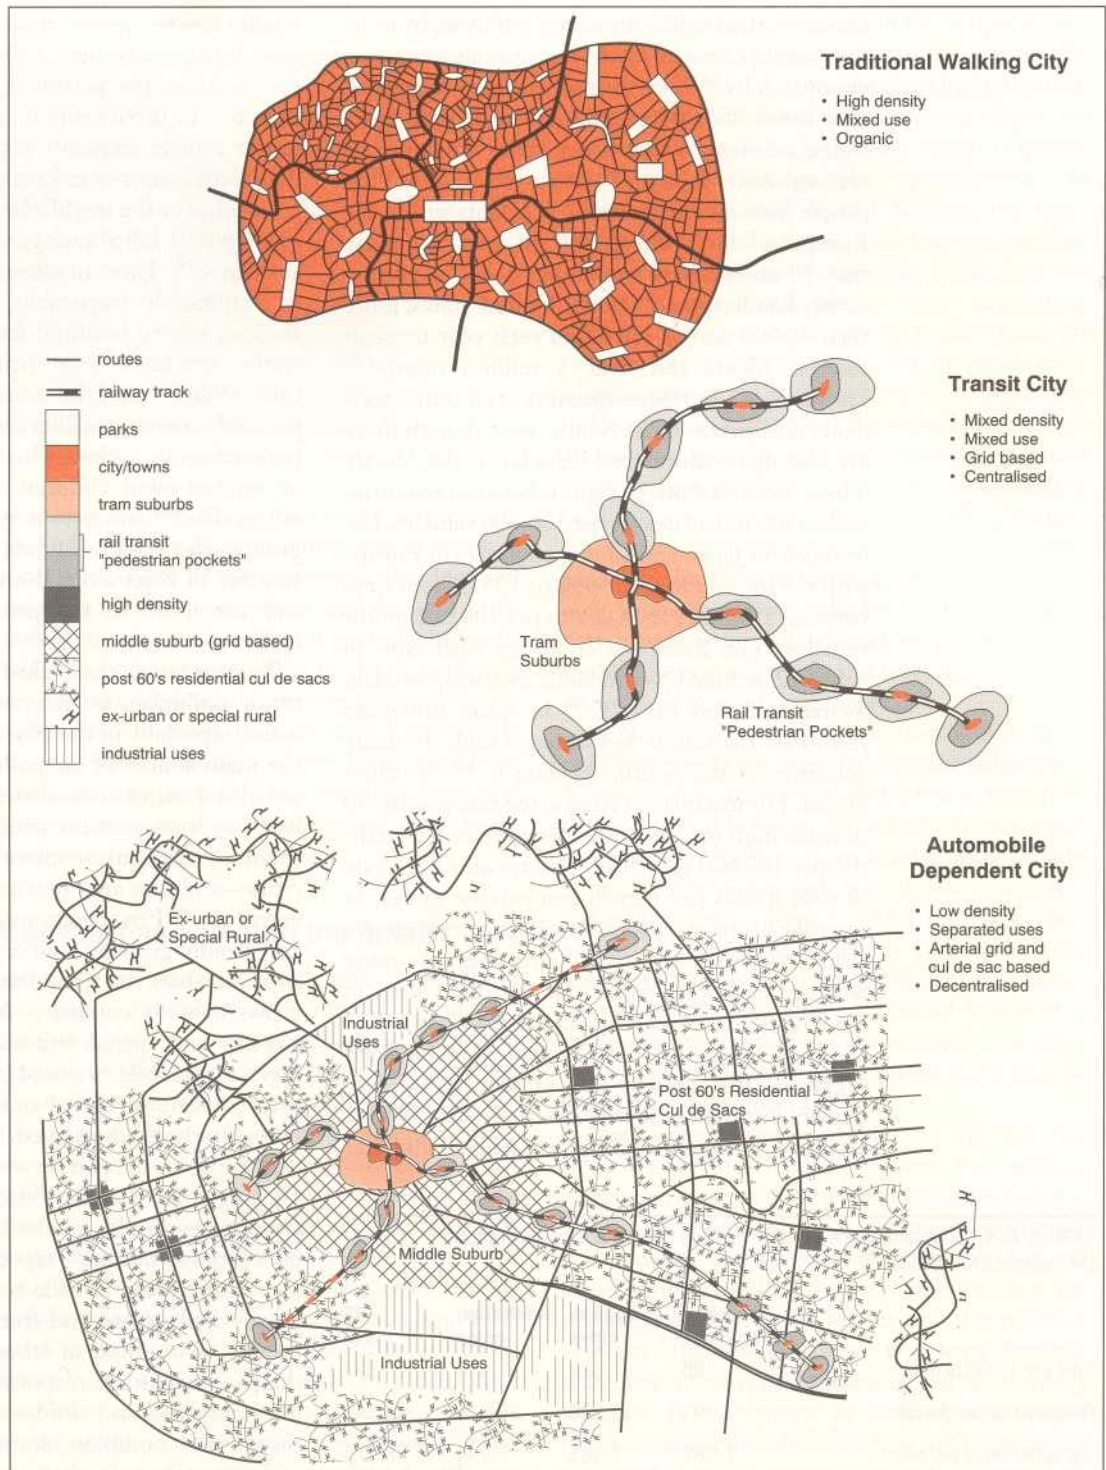 Traditional Walking City
• High density
• Mixed use
• Organic
routes
railway track
parks
city/towns
tram suburbs
rail transit
"pedestrian pockets"
high density
middle suburb (grid based)
post 60's residential cul de sacs
ex-urban or special rural
industrial uses
Transit City
• Mixed density
• Mixed use
• Grid based
• Centralised
Tram
Suburbs
Rail Transit
"Pedestrian Pockets"
Automobile
Dependent City
• Low density
• Separated uses
• Arterial grid and
cul de sac based
• Decentralised
Ex-urban or
Special Rural
Industrial
Uses
Post 60's Residential
Cul de Sacs
Middle Suburb
Industrial Uses